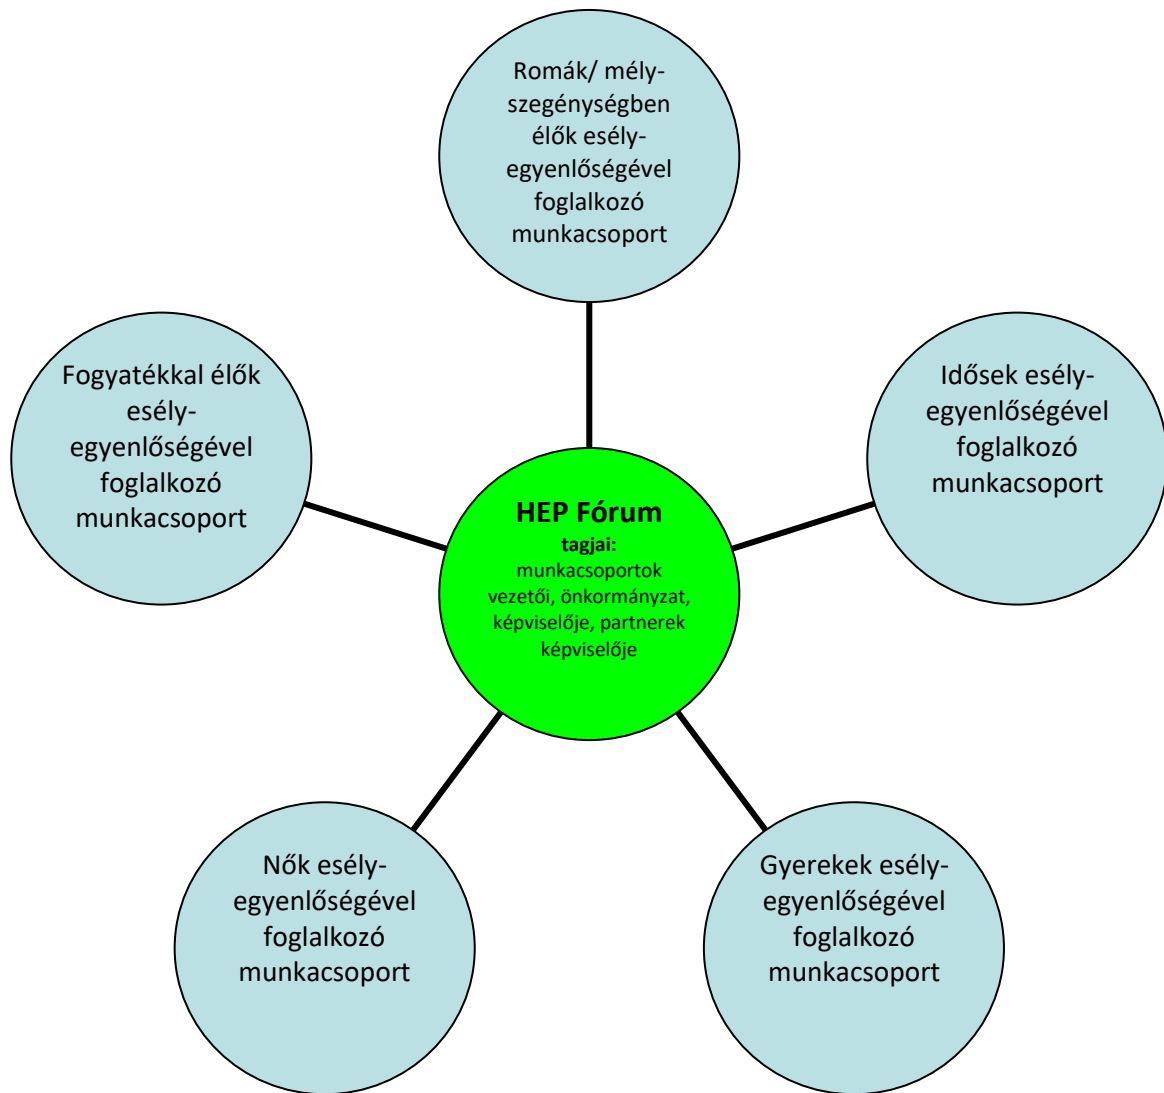 Romák/ mély-
szegénységben
élők esély-
egyenlőségével
foglalkozó
munkacsoport
Fogyatékkal élők
esély-
egyenlőségével
foglalkozó
munkacsoport
Idősek esély-
egyenlőségével
foglalkozó
munkacsoport
HEP Fórum
tagjai:
munkacsoportok
vezetői, önkormányzat,
képviselője, partnerek
képviselője
Nők esély-
egyenlőségével
foglalkozó
munkacsoport
Gyerekek esély-
egyenlőségével
foglalkozó
munkacsoport